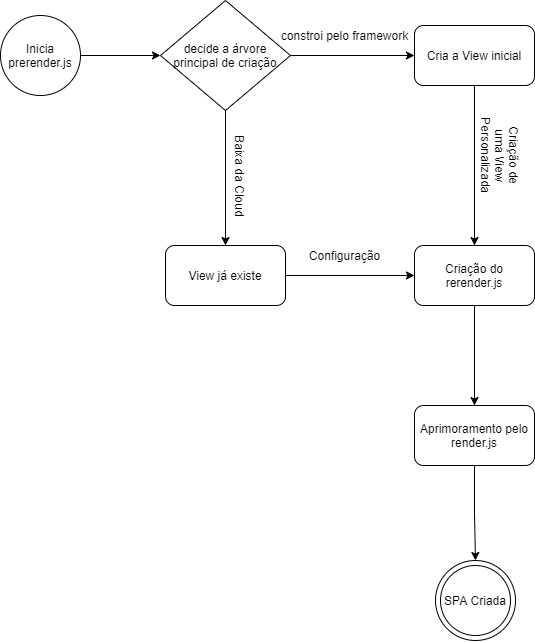 Inicia
prerender.js
decide a árvore
principal de criação
constroi pelo framework
Cria a View inicial
Baixa da Cloud
Criação de
uma View
Personalizada
View já existe
Configuração
Criação do
rerender.js
Aprimoramento pelo
render.js
SPA Criada